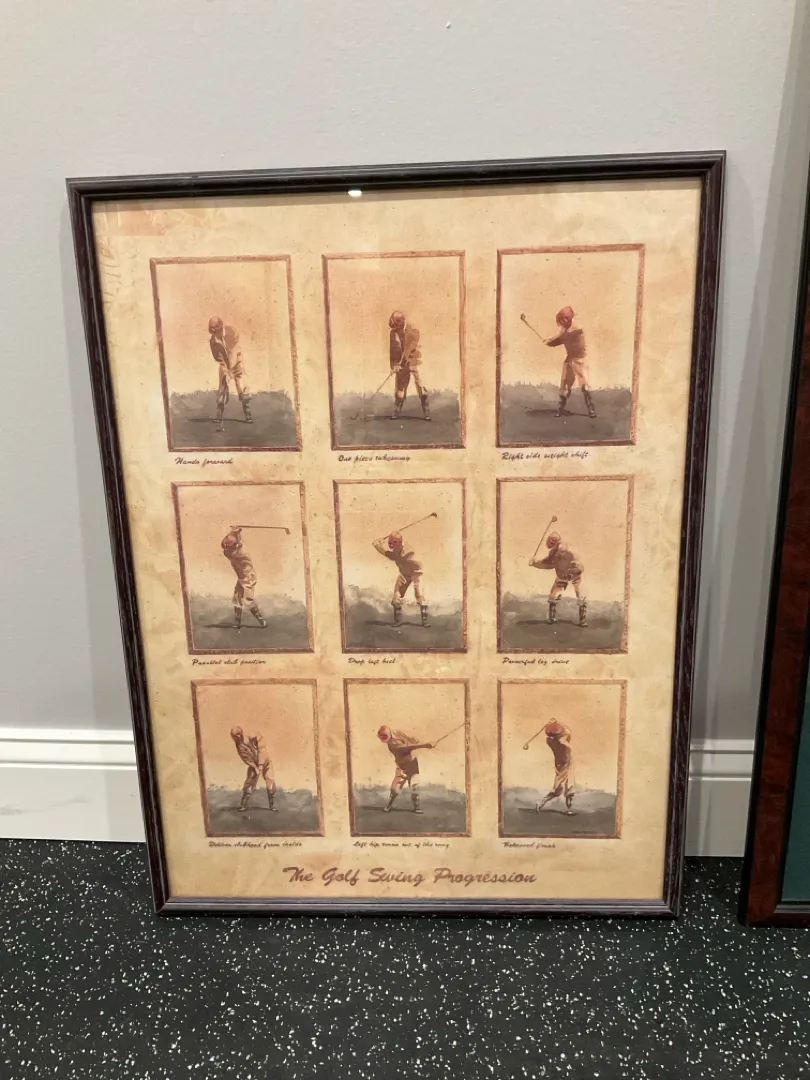 Hands forward
One piece takeaway
Right side weight shift
Parallel club position
Drop left heel
Powerful leg drive
Deliver clubhead from inside
Left hip turns out of the way
Balanced finish
The Golf Swing Progression